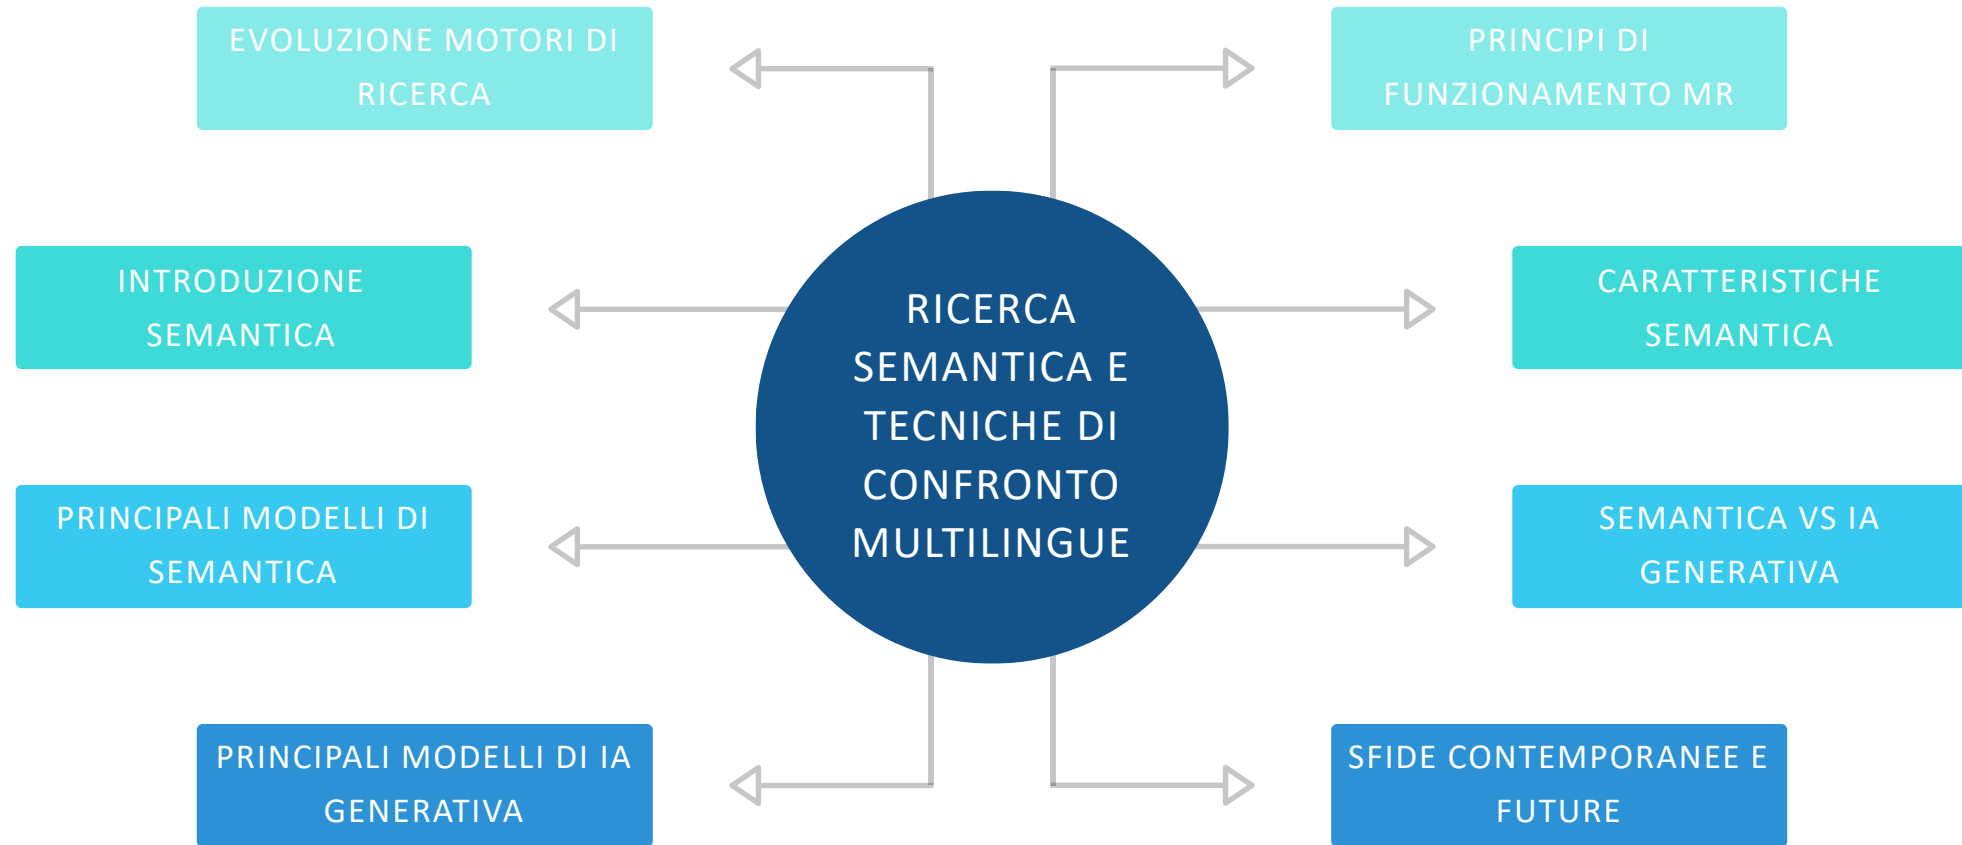 EVOLUZIONE MOTORI DI
RICERCA
PRINCIPI DI
FUNZIONAMENTO MR
INTRODUZIONE
SEMANTICA
CARATTERISTICHE
SEMANTICA
RICERCA
SEMANTICA E
TECNICHE DI
CONFRONTO
MULTILINGUE
PRINCIPALI MODELLI DI
SEMANTICA
SEMANTICA VS IA
GENERATIVA
PRINCIPALI MODELLI DI IA
GENERATIVA
SFIDE CONTEMPORANEE E
FUTURE